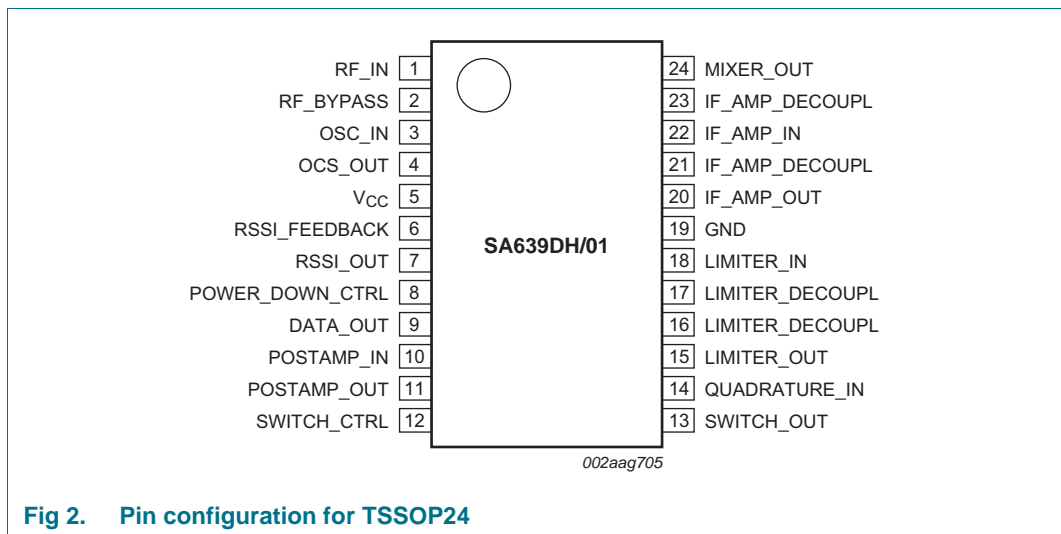 RF_IN 1
RF_BYPASS 2
OSC_IN 3
OCS_OUT 4
VCC 5
RSSI_FEEDBACK 6
RSSI_OUT 7
POWER_DOWN_CTRL 8
DATA_OUT 9
POSTAMP_IN 10
POSTAMP_OUT 11
SWITCH_CTRL 12
SA639DH/01
24 MIXER_OUT
23 IF_AMP_DECOUPL
22 IF_AMP_IN
21 IF_AMP_DECOUPL
20 IF_AMP_OUT
19 GND
18 LIMITER_IN
17 LIMITER_DECOUPL
16 LIMITER_DECOUPL
15 LIMITER_OUT
14 QUADRATURE_IN
13 SWITCH_OUT
002aag705
Fig 2. Pin configuration for TSSOP24